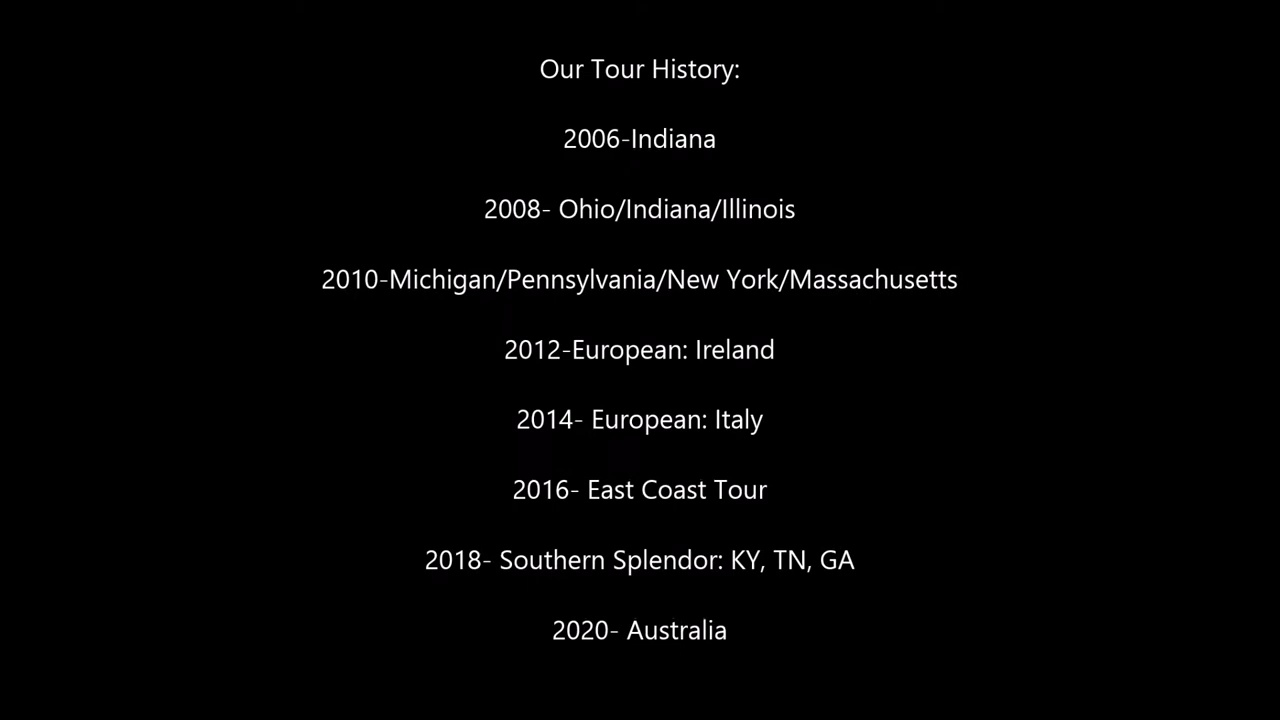 Our Tour History:
2006-Indiana
2008- Ohio/Indiana/Illinois
2010-Michigan/Pennsylvania/New York/Massachusetts
2012-European: Ireland
2014- European: Italy
2016- East Coast Tour
2018- Southern Splendor: KY, TN, GA
2020- Australia